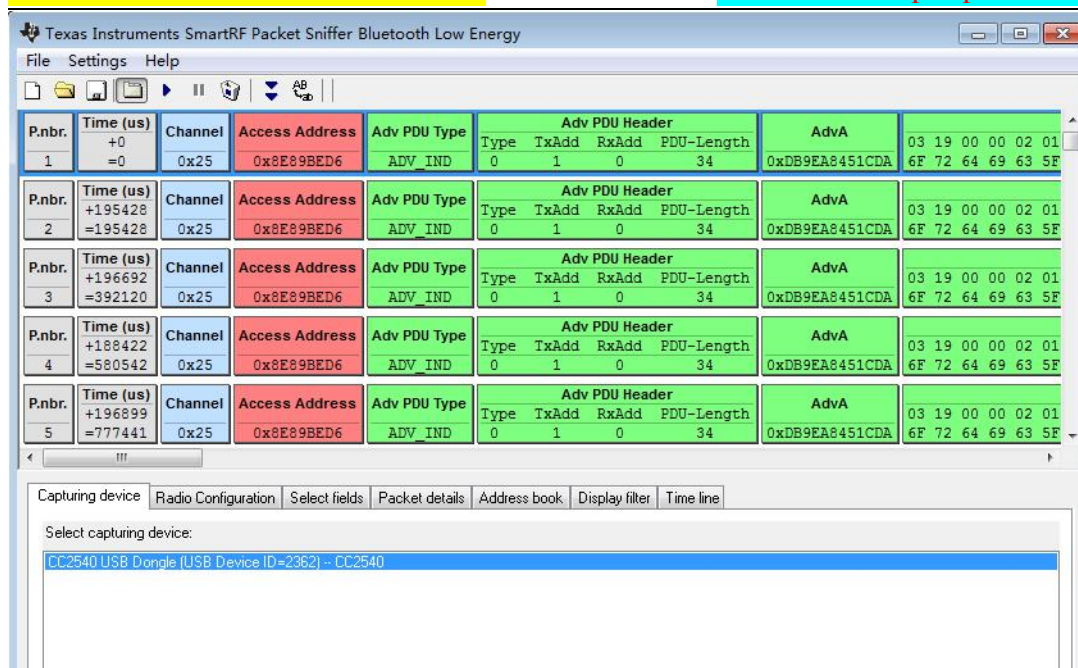 Texas Instruments SmartRF Packet Sniffer Bluetooth Low Energy
File Settings Help
P.nbr. Time (us) Channel Access Address Adv PDU Type Adv PDU Header AdvA
+0 Type TxAdd RxAdd PDU-Length 03 19 00 00 02 01
1 =0 0x25 0x8E89BED6 ADV_IND 0 1 0 34 0xDB9EA8451CDA 6F 72 64 69 63 5F
P.nbr. Time (us) Channel Access Address Adv PDU Type Adv PDU Header AdvA
+195428 Type TxAdd RxAdd PDU-Length 03 19 00 00 02 01
2 =195428 0x25 0x8E89BED6 ADV_IND 0 1 0 34 0xDB9EA8451CDA 6F 72 64 69 63 5F
P.nbr. Time (us) Channel Access Address Adv PDU Type Adv PDU Header AdvA
+196692 Type TxAdd RxAdd PDU-Length 03 19 00 00 02 01
3 =392120 0x25 0x8E89BED6 ADV_IND 0 1 0 34 0xDB9EA8451CDA 6F 72 64 69 63 5F
P.nbr. Time (us) Channel Access Address Adv PDU Type Adv PDU Header AdvA
+188422 Type TxAdd RxAdd PDU-Length 03 19 00 00 02 01
4 =580542 0x25 0x8E89BED6 ADV_IND 0 1 0 34 0xDB9EA8451CDA 6F 72 64 69 63 5F
P.nbr. Time (us) Channel Access Address Adv PDU Type Adv PDU Header AdvA
+196899 Type TxAdd RxAdd PDU-Length 03 19 00 00 02 01
5 =777441 0x25 0x8E89BED6 ADV_IND 0 1 0 34 0xDB9EA8451CDA 6F 72 64 69 63 5F
Capturing device Radio Configuration Select fields Packet details Address book Display filter Time line
Select capturing device:
CC2540 USB Dongle (USB Device ID=2362) -- CC2540